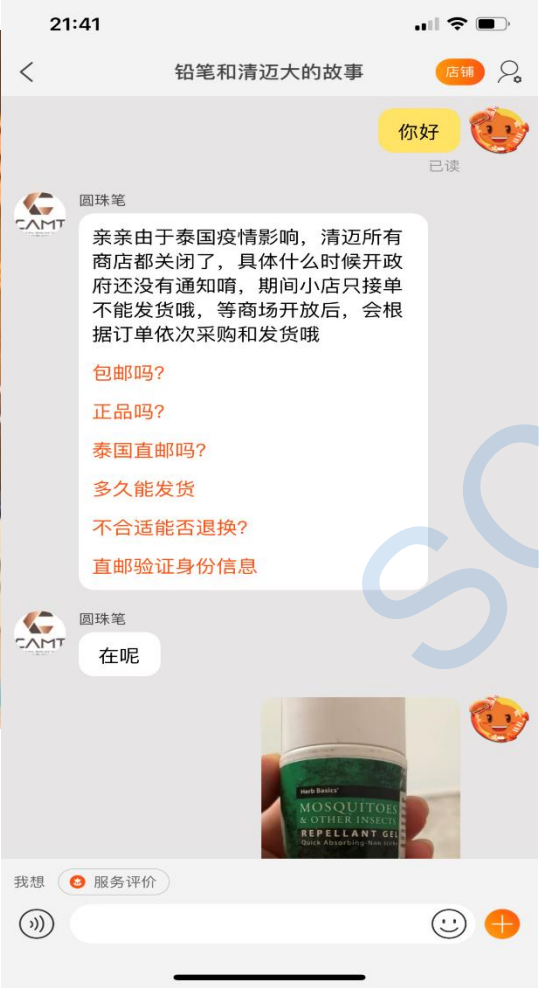 21:41
铅笔和清迈大的故事
店铺
你好
已读
圆珠笔
CAMT
亲亲由于泰国疫情影响，清迈所有
商店都关闭了，具体什么时候开政
府还没有通知唷，期间小店只接单
不能发货哦，等商场开放后，会根
据订单依次采购和发货哦
包邮吗?
正品吗?
泰国直邮吗?
多久能发货
不合适能否退换?
直邮验证身份信息
圆珠笔
CAMT
在呢
Herb Basics'
MOSQUITOES
& OTHER INSECTS
REPELLANT GEL
Quick Absorbing-Non
我想
服务评价